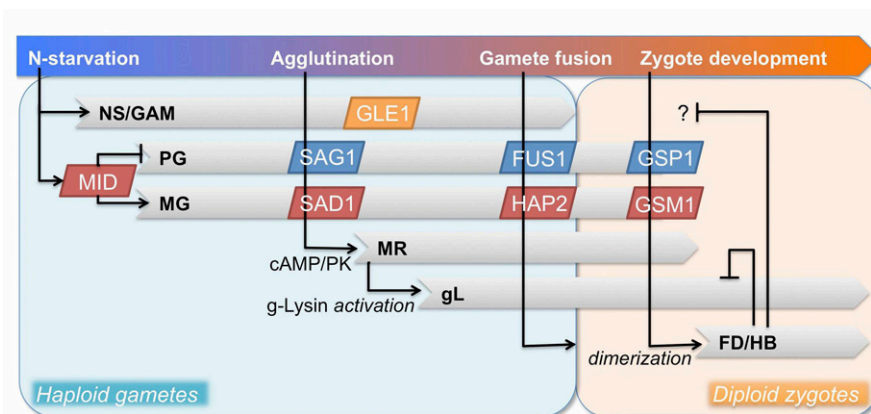 N-starvation Agglutination Gamete fusion Zygote development
NS/GAM GLE1 ?
PG SAG1 FUS1 GSP1
MID
MG SAD1 HAP2 GSM1
cAMP/PK MR
g-Lysin activation gL
dimerization FD/HB
Haploid gametes Diploid zygotes